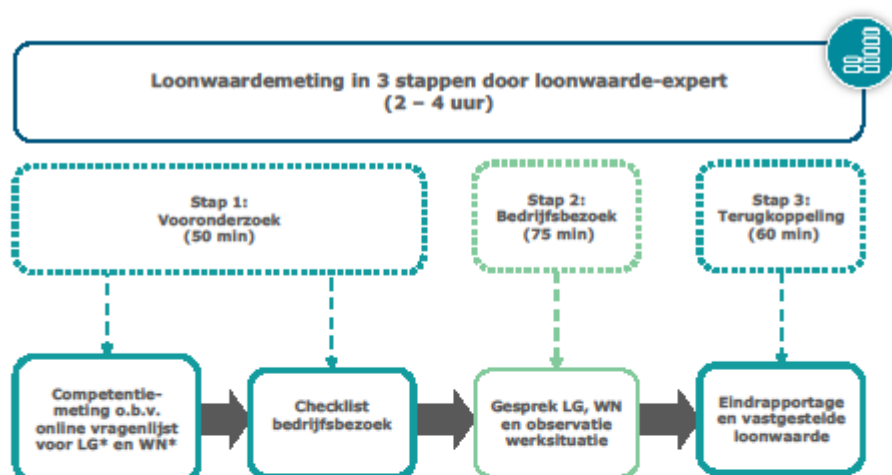 Loonwaardemeting in 3 stappen door loonwaarde-expert
(2 – 4 uur)
Stap 1:
Vooronderzoek
(50 min)
Stap 2:
Bedrijfsbezoek
(75 min)
Stap 3:
Terugkoppeling
(60 min)
Competentie-
meting o.b.v.
online vragenlijst
voor LG* en WN*
Checklist
bedrijfsbezoek
Gesprek LG, WN
en observatie
werksituatie
Eindrapportage
en vastgestelde
loonwaarde